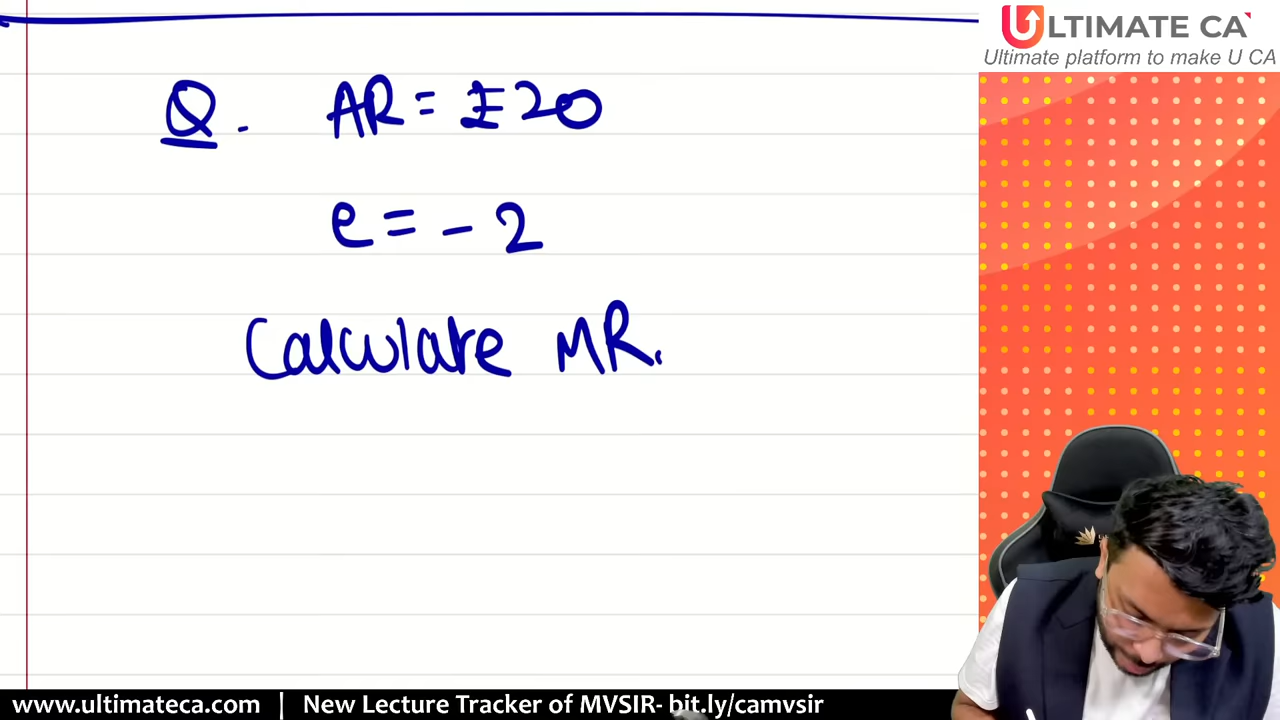 ULTIMATE CA
Ultimate platform to make U CA
Q. AR = ₤20
e = - 2
Calculate MR.
www.ultimateca.com | New Lecture Tracker of MVSIR- bit.ly/camvsir